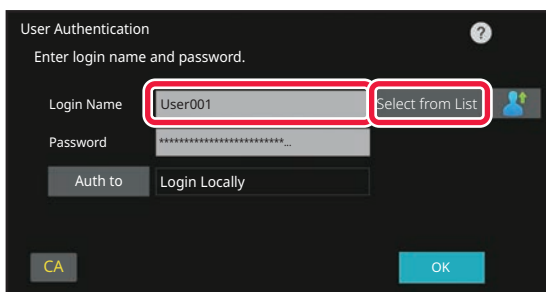 User Authentication
?
Enter login name and password.
Login Name User001 Select from List
Password *************************...
Auth to Login Locally
CA OK